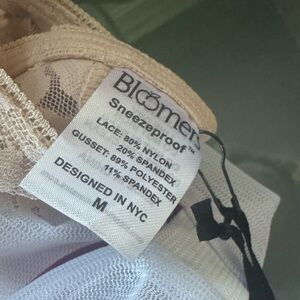 Bloomers
Sneezeproof™
LACE: 80% NYLON
20% SPANDEX
GUSSET: 89% POLYESTER
11% SPANDEX
DESIGNED IN NYC
M